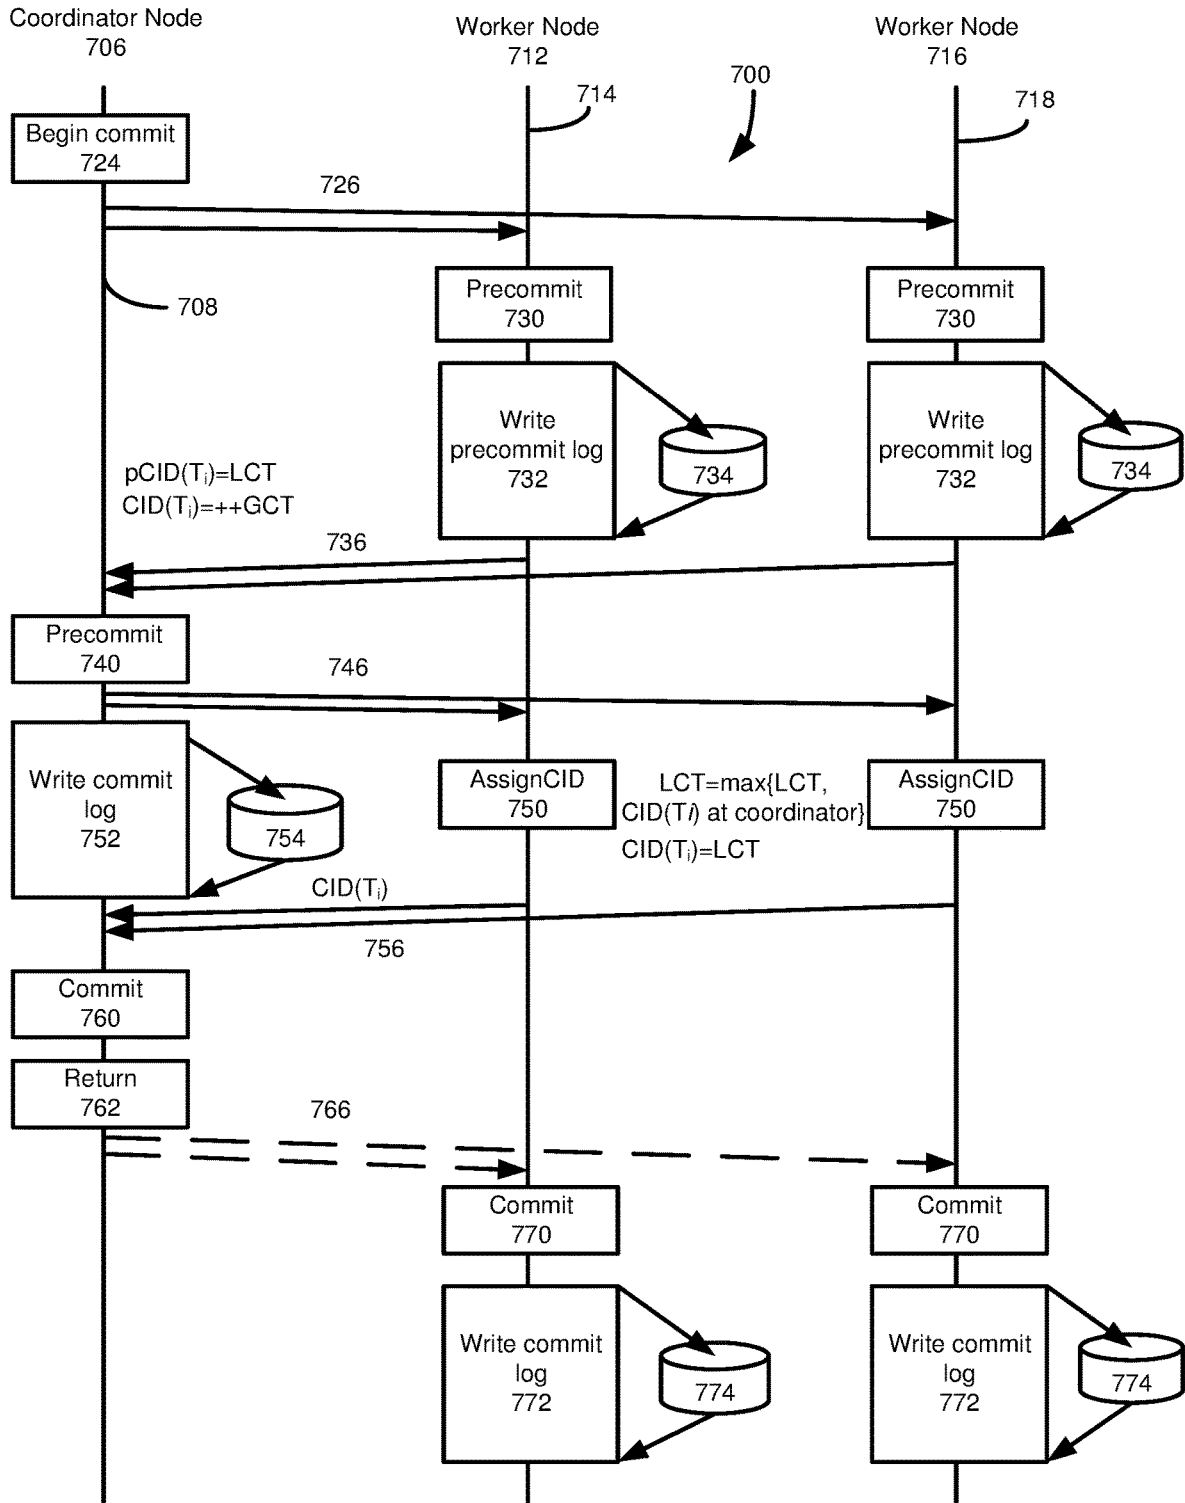 Coordinator Node
706
Worker Node
712
Worker Node
716
700
714
718
Begin commit
724
726
708
Precommit
730
Precommit
730
Write
precommit log
732
734
Write
precommit log
732
734
pCID(Tᵢ)=LCT
CID(Tᵢ)=++GCT
736
Precommit
740
746
Write commit
log
752
754
AssignCID
750
LCT=max{LCT,
CID(Ti) at coordinator}
CID(Tᵢ)=LCT
AssignCID
750
CID(Tᵢ)
756
Commit
760
Return
762
766
Commit
770
Commit
770
Write commit
log
772
774
Write commit
log
772
774